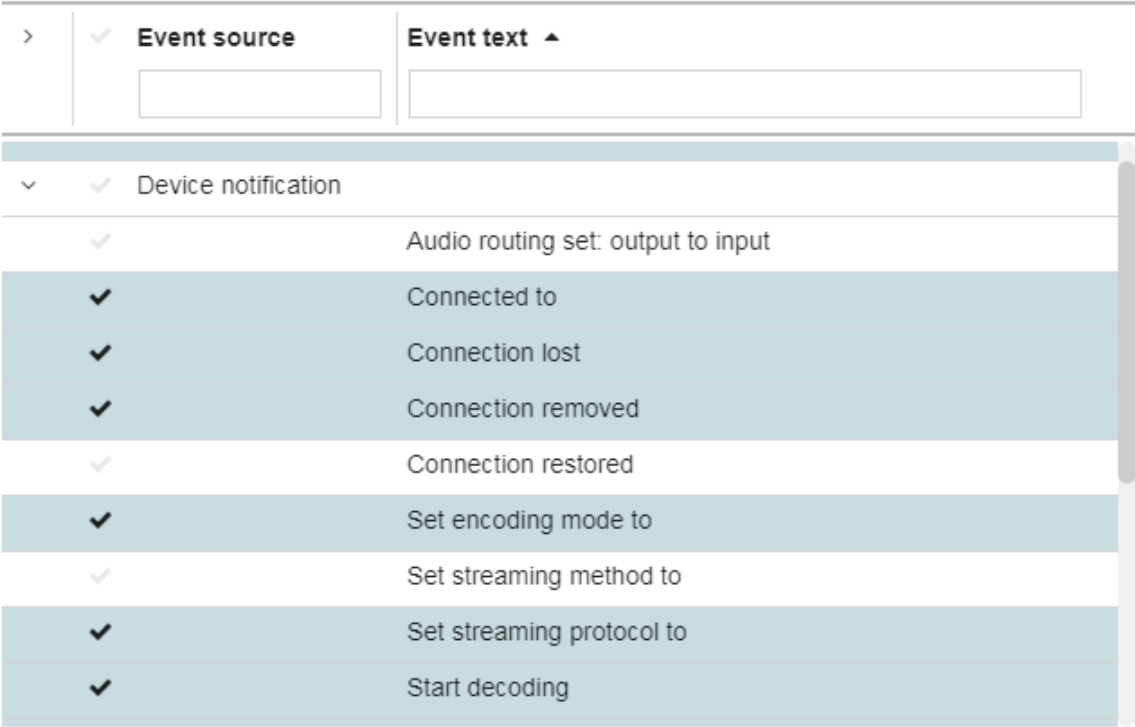 Event source Event text
Device notification
Audio routing set: output to input
Connected to
Connection lost
Connection removed
Connection restored
Set encoding mode to
Set streaming method to
Set streaming protocol to
Start decoding